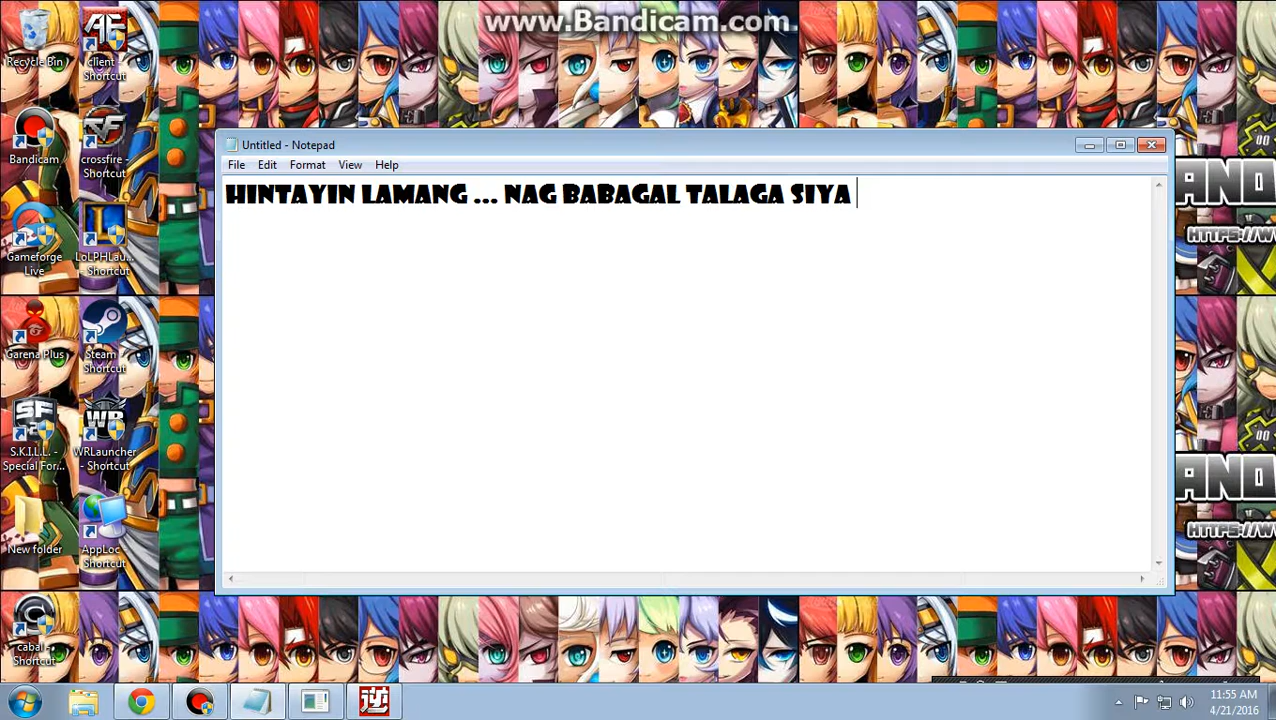 www.Bandicam.com
Recycle Bin
client - Shortcut
Bandicam
crossfire - Shortcut
Gameforge Live
LoLPHLau... - Shortcut
Garena Plus
Steam - Shortcut
S.K.I.L.L. - Special For...
WRLauncher - Shortcut
New folder
AppLoc Shortcut
cabal - Shortcut
Untitled - Notepad
File Edit Format View Help
HINTAYIN LAMANG ... NAG BABAGAL TALAGA SIYA
HTTPS://W
HTTPS://W
11:55 AM
4/21/2016